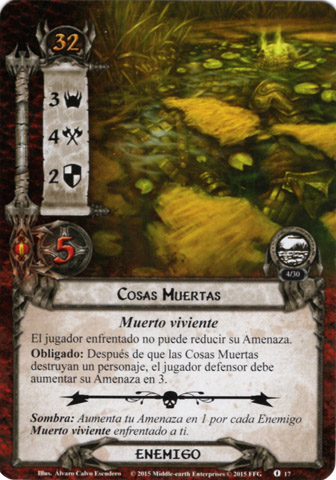 32
3
4
2
5
4/30
Cosas Muertas
Muerto viviente
El jugador enfrentado no puede reducir su Amenaza.
Obligado: Después de que las Cosas Muertas
destruyan un personaje, el jugador defensor debe
aumentar su Amenaza en 3.
Sombra: Aumenta tu Amenaza en 1 por cada Enemigo
Muerto viviente enfrentado a ti.
ENEMIGO
Illus. Álvaro Calvo Escudero © 2015 Middle-earth Enterprises © 2015 FFG 17